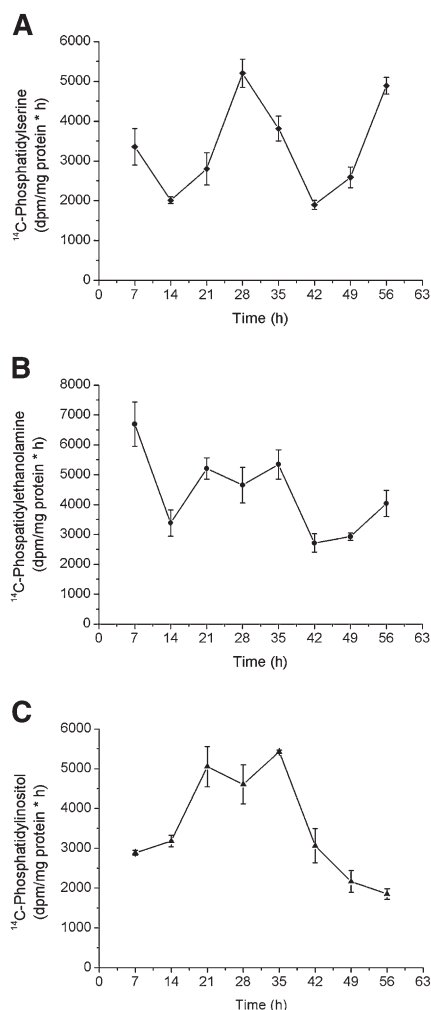 A
¹⁴C-Phosphatidylserine
(dpm/mg protein * h)
6000
5000
4000
3000
2000
1000
0
0 7 14 21 28 35 42 49 56 63
Time (h)
B
¹⁴C-Phospatidylethanolamine
(dpm/mg protein * h)
8000
7000
6000
5000
4000
3000
2000
1000
0
0 7 14 21 28 35 42 49 56 63
Time (h)
C
¹⁴C-Phosphatidylinositol
(dpm/mg protein * h)
6000
5000
4000
3000
2000
1000
0
0 7 14 21 28 35 42 49 56 63
Time (h)